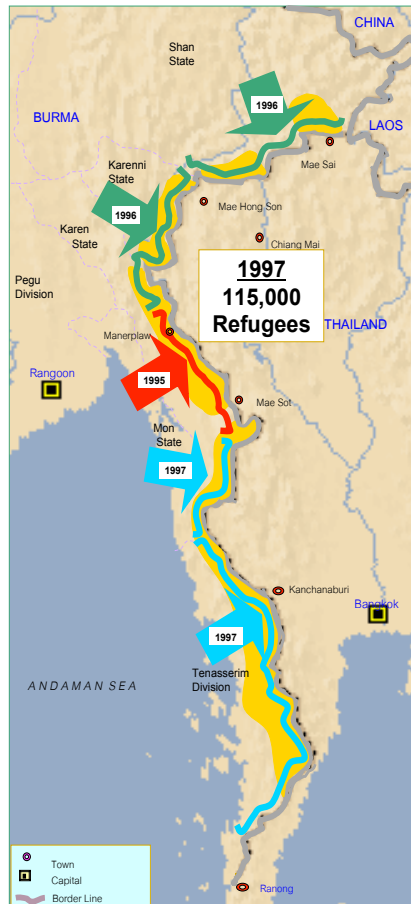 CHINA
Shan
State
1996
BURMA
LAOS
Mae Sai
Karenni
State
Mae Hong Son
1996
Karen
State
Chiang Mai
1997
115,000
Refugees
Pegu
Division
THAILAND
Manerplaw
Rangoon
1995
Mae Sot
Mon
State
1997
Kanchanaburi
Bangkok
1997
Tenasserim
Division
ANDAMAN SEA
Town
Capital
Border Line
Ranong